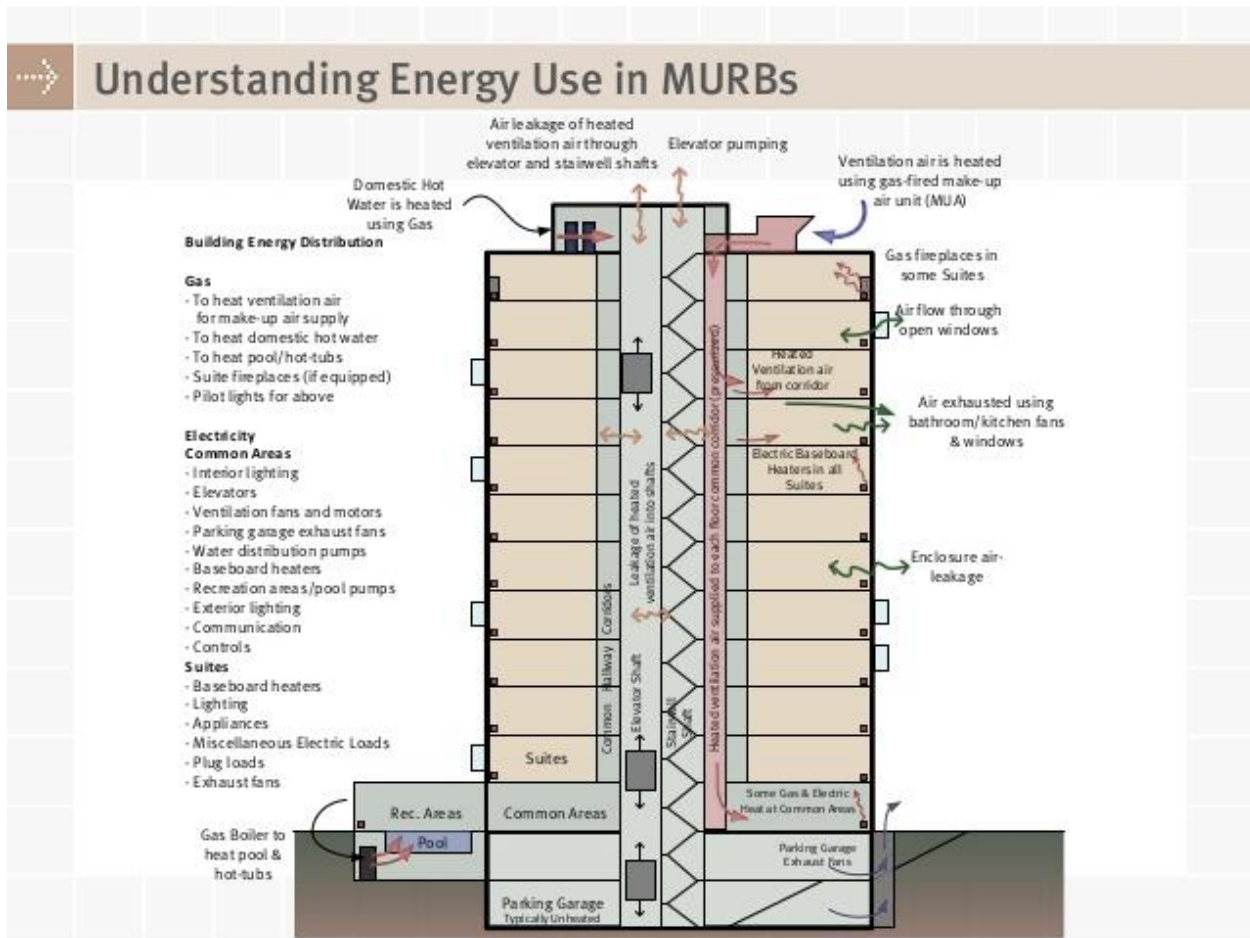 Understanding Energy Use in MURBs
Air leakage of heated
ventilation air through
elevator and stairwell shafts
Elevator pumping
Ventilation air is heated
using gas-fired make-up
air unit (MUA)
Domestic Hot
Water is heated
using Gas
Building Energy Distribution
Gas
- To heat ventilation air
for make-up air supply
- To heat domestic hot water
- To heat pool/hot-tubs
- Suite fireplaces (if equipped)
- Pilot lights for above
Electricity
Common Areas
- Interior lighting
- Elevators
- Ventilation fans and motors
- Parking garage exhaust fans
- Water distribution pumps
- Baseboard heaters
- Recreation areas/pool pumps
- Exterior lighting
- Communication
- Controls
Suites
- Baseboard heaters
- Lighting
- Appliances
- Miscellaneous Electric Loads
- Plug loads
- Exhaust fans
Gas fireplaces in
some Suites
Airflow through
open windows
Heated
Ventilation air
from corridor
Air exhausted using
bathroom/kitchen fans
& windows
Electric Baseboard
Heaters in all
Suites
Enclosure air-
leakage
Common Hallway Corridors
Elevator Shaft
Leakage of heated
ventilation air into shafts
Stairwell
Shaft
Heated ventilation air supplied to each floor common corridor (pressurized)
Suites
Rec. Areas
Common Areas
Some Gas & Electric
Heat at Common Areas
Pool
Gas Boiler to
heat pool &
hot-tubs
Parking Garage
Exhaust fans
Parking Garage
Typically Unheated